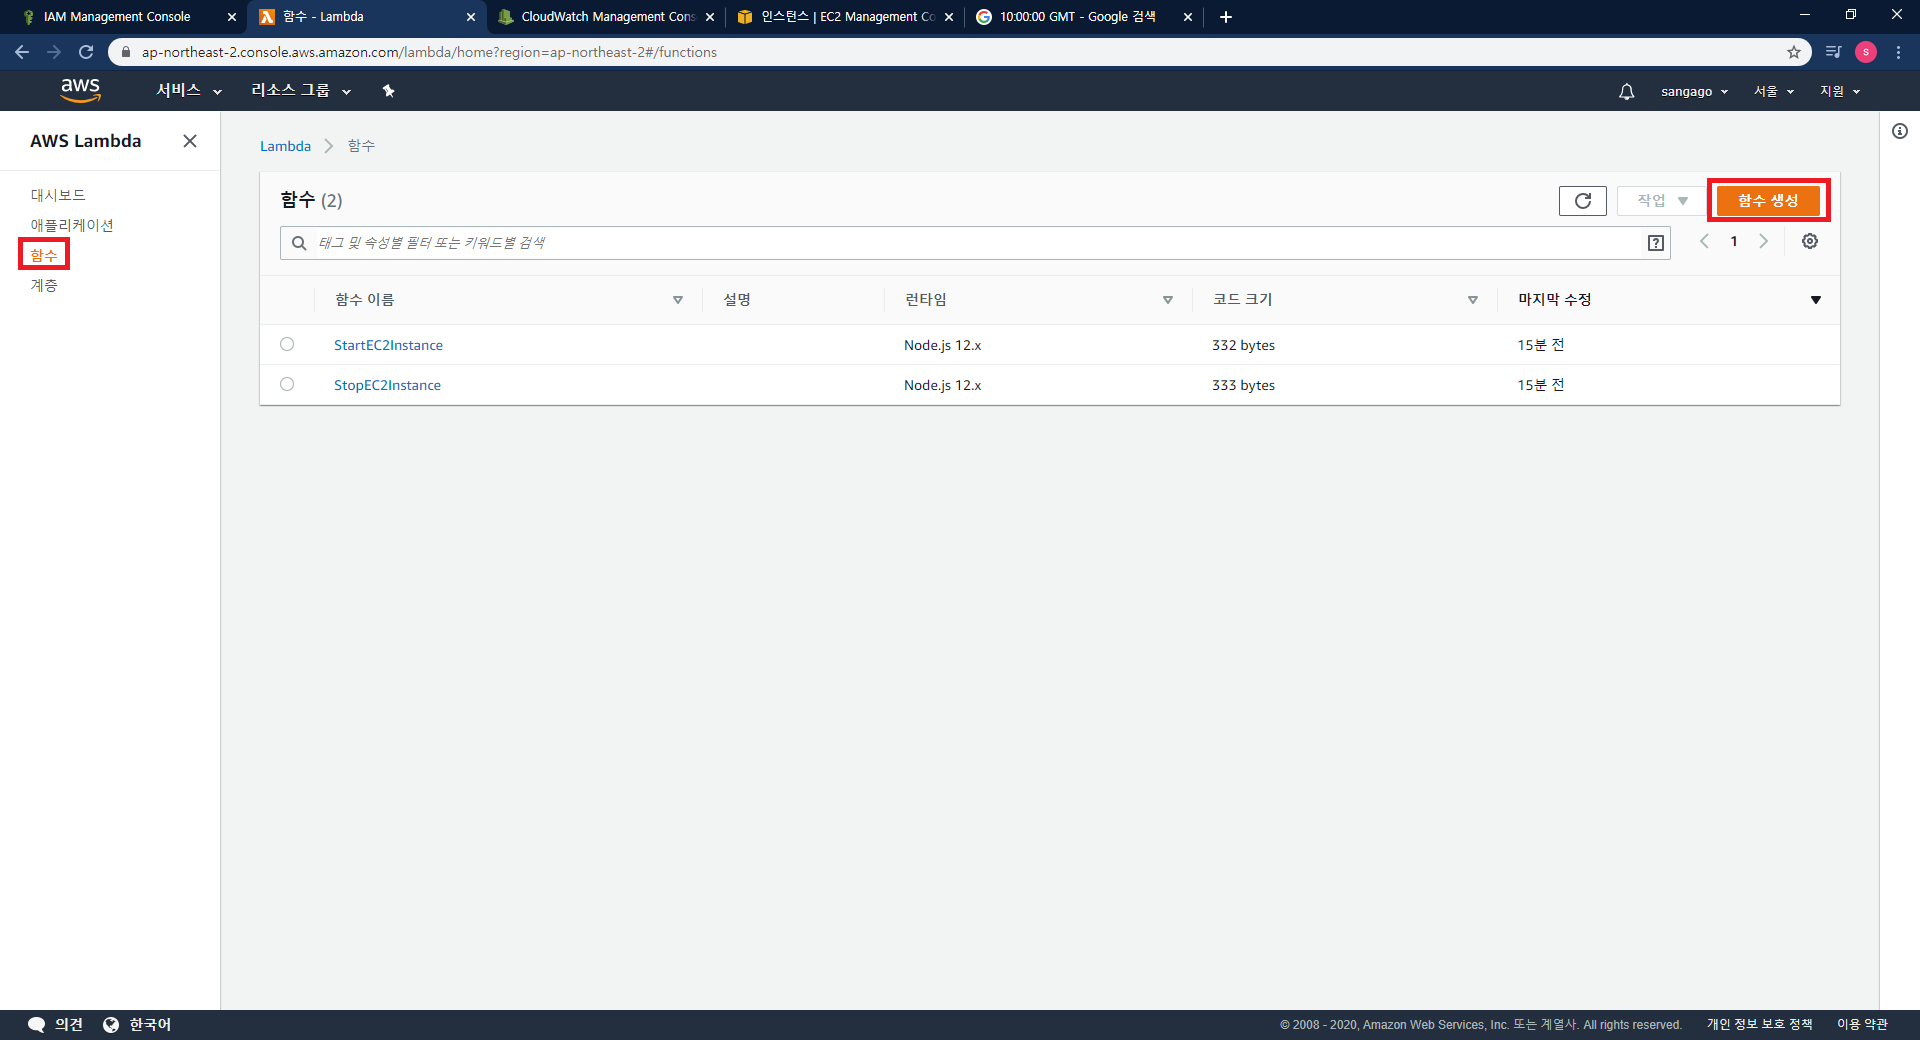 IAM Management Console
함수 - Lambda
CloudWatch Management Cons
인스턴스 | EC2 Management Co
10:00:00 GMT - Google 검색
ap-northeast-2.console.aws.amazon.com/lambda/home?region=ap-northeast-2#/functions
S
aws
서비스
리소스 그룹
sangago
서울
지원
AWS Lambda
대시보드
애플리케이션
함수
계층
Lambda
함수
함수 (2)
작업
함수 생성
태그 및 속성별 필터 또는 키워드별 검색
1
함수 이름 설명 런타임 코드 크기 마지막 수정
StartEC2Instance Node.js 12.x 332 bytes 15분 전
StopEC2Instance Node.js 12.x 333 bytes 15분 전
의견
한국어
© 2008 - 2020, Amazon Web Services, Inc. 또는 계열사. All rights reserved.
개인 정보 보호 정책
이용 약관